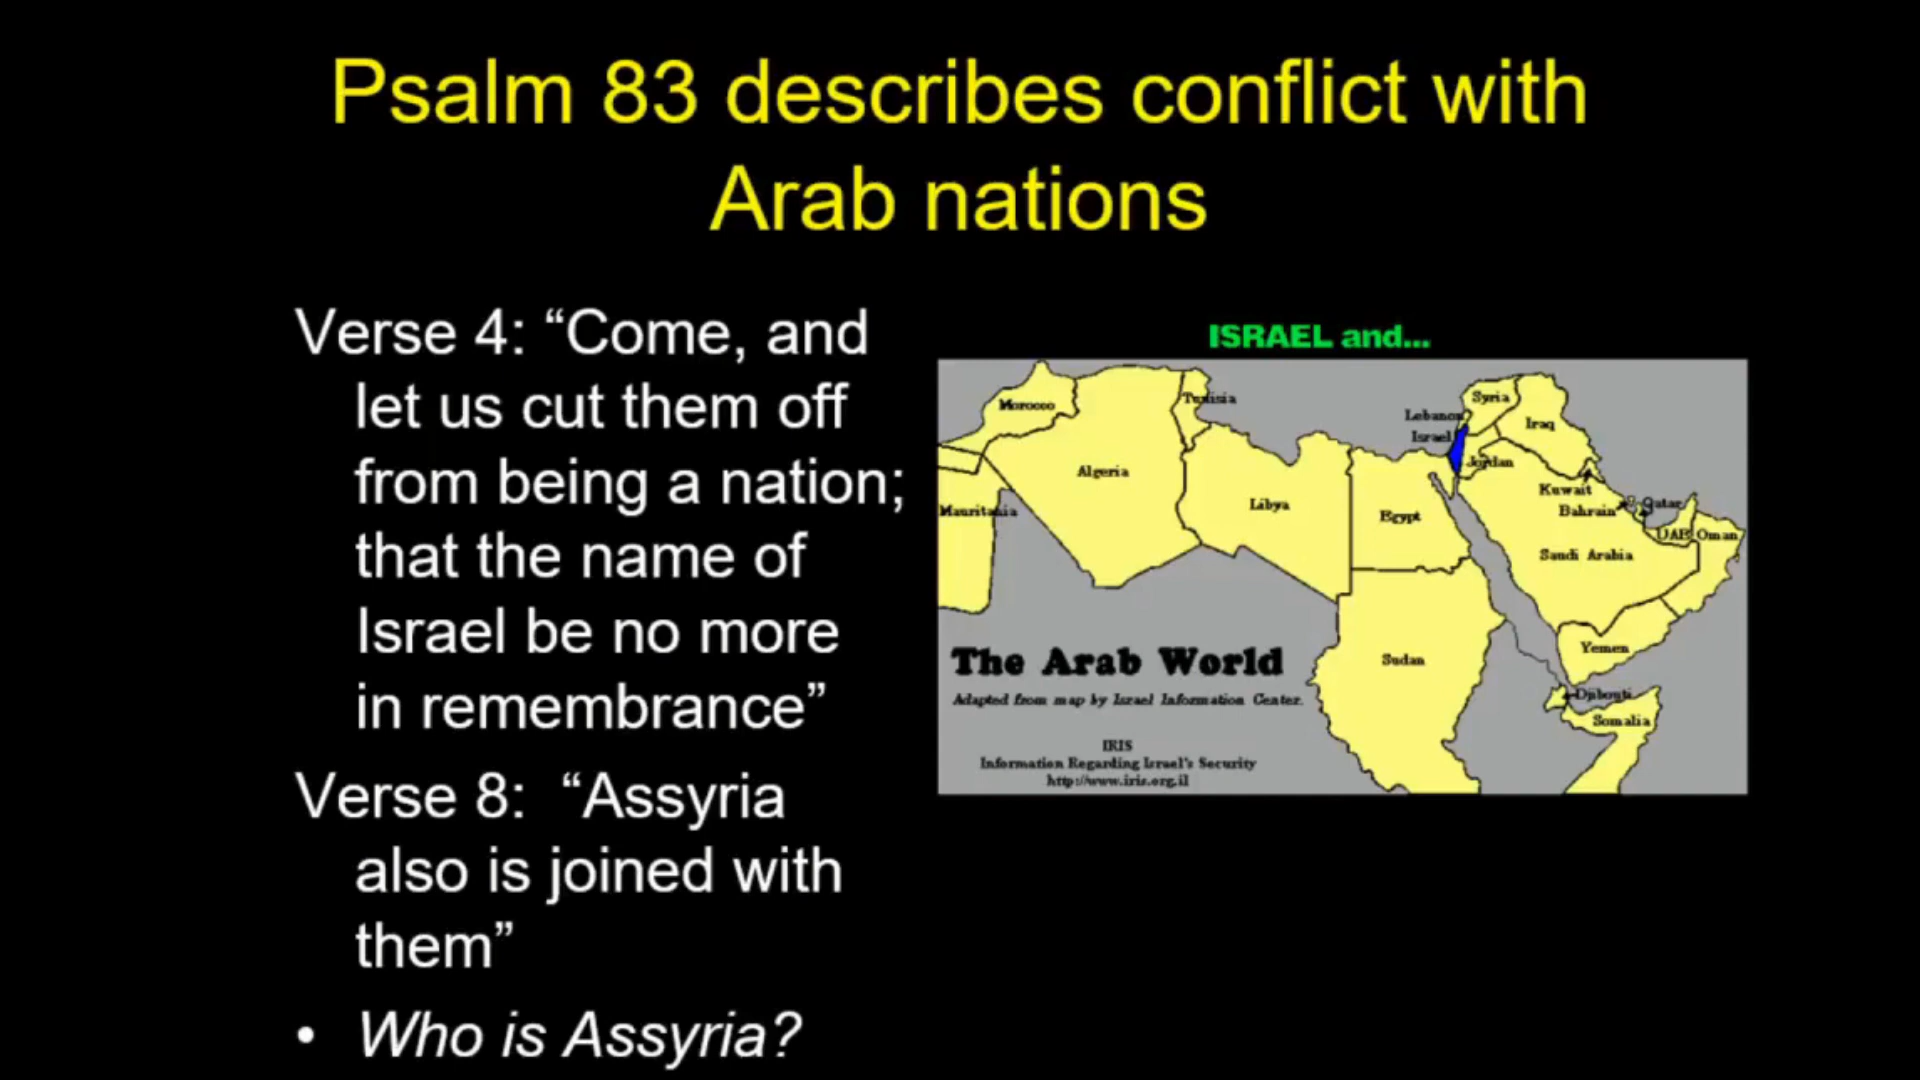 Psalm 83 describes conflict with
Arab nations
Verse 4: “Come, and
let us cut them off
from being a nation;
that the name of
Israel be no more
in remembrance”
Verse 8:  “Assyria
also is joined with
them”
• Who is Assyria?
ISRAEL and...
Morocco
Tunisia
Syria
Lebanon
Iraq
Israel
Jordan
Algeria
Kuwait
Libya
Qatar
Mauritania
Bahrain
Egypt
UAE
Oman
Saudi Arabia
Yemen
Sudan
Djibouti
Somalia
The Arab World
Adapted from map by Israel Information Center.
IRIS
Information Regarding Israel's Security
http://www.iris.org.il